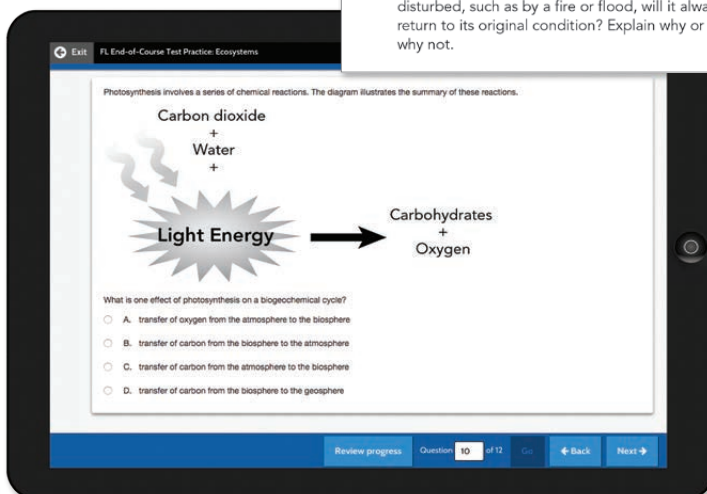 disturbed, such as by a fire or flood, will it
return to its original condition? Explain why or
why not.
Exit
FL End-of-Course Test Practice: Ecosystems
Photosynthesis involves a series of chemical reactions. The diagram illustrates the summary of these reactions.
Carbon dioxide
+
Water
+
Light Energy
Carbohydrates
+
Oxygen
What is one effect of photosynthesis on a biogeochemical cycle?
A. transfer of oxygen from the atmosphere to the biosphere
B. transfer of carbon from the biosphere to the atmosphere
C. transfer of carbon from the atmosphere to the biosphere
D. transfer of carbon from the biosphere to the geosphere
Review progress
Question 10 of 12
Go
Back
Next